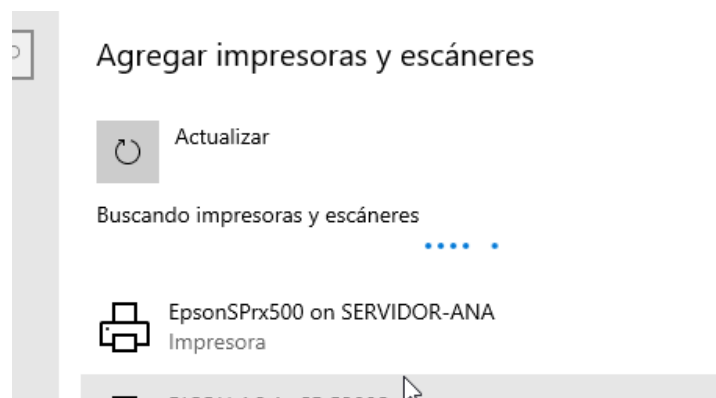 Agregar impresoras y escáneres
Actualizar
Buscando impresoras y escáneres
EpsonSPrx500 on SERVIDOR-ANA
Impresora